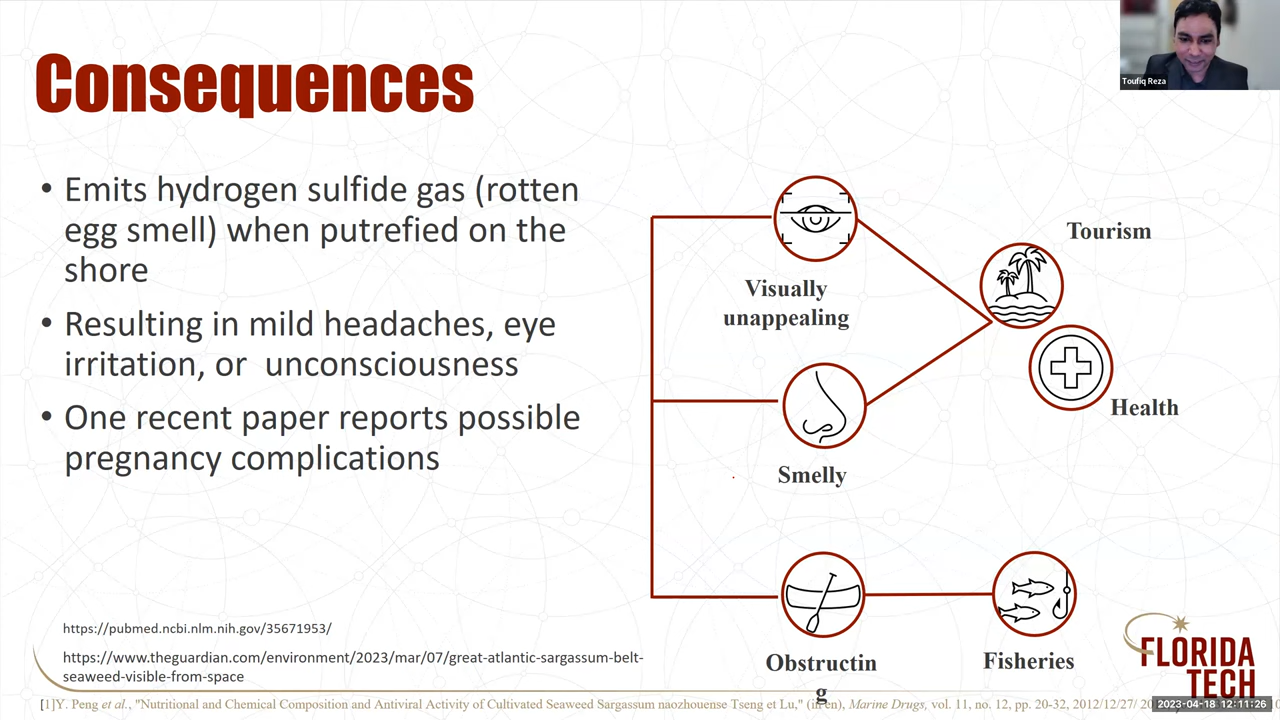 Consequences
Toufiq Reza
• Emits hydrogen sulfide gas (rotten
egg smell) when putrefied on the
shore
• Resulting in mild headaches, eye
irritation, or  unconsciousness
• One recent paper reports possible
pregnancy complications
Visually
unappealing
Tourism
Health
Smelly
Obstructin
g
Fisheries
https://pubmed.ncbi.nlm.nih.gov/35671953/
https://www.theguardian.com/environment/2023/mar/07/great-atlantic-sargassum-belt-
seaweed-visible-from-space
FLORIDA
TECH
[1]Y. Peng et al., "Nutritional and Chemical Composition and Antiviral Activity of Cultivated Seaweed Sargassum naozhouense Tseng et Lu," (in en), Marine Drugs, vol. 11, no. 12, pp. 20-32, 2012/12/27/
2023-04-18 12:11:26